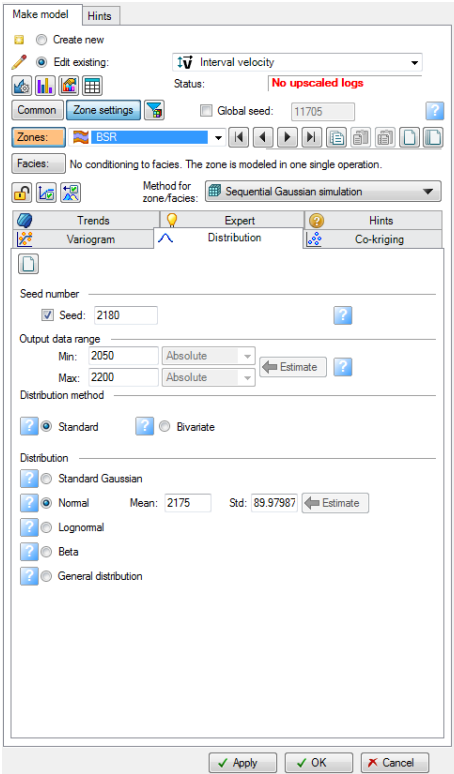 Make model Hints
Create new
Edit existing: Interval velocity
Status: No upscaled logs
Common Zone settings Global seed: 11705 ?
Zones: BSR
Facies: No conditioning to facies. The zone is modeled in one single operation.
Method for
zone/facies: Sequential Gaussian simulation
Trends Expert ? Hints
Variogram Distribution Co-kriging
Seed number
Seed: 2180 ?
Output data range
Min: 2050 Absolute
Estimate ?
Max: 2200 Absolute
Distribution method
? Standard ? Bivariate
Distribution
? Standard Gaussian
? Normal Mean: 2175 Std: 89.97987 Estimate
? Lognormal
? Beta
? General distribution
Apply OK Cancel